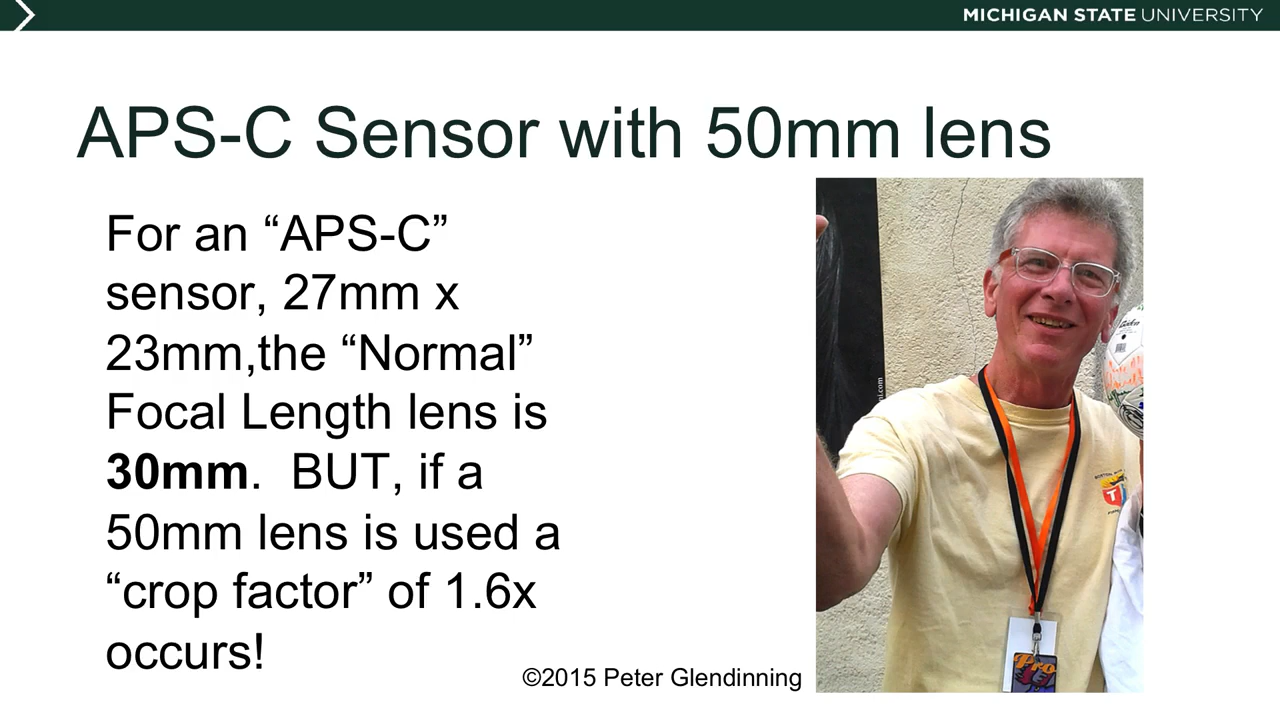 MICHIGAN STATE UNIVERSITY
APS-C Sensor with 50mm lens
For an “APS-C”
sensor, 27mm x
23mm,the “Normal”
Focal Length lens is
30mm.  BUT, if a
50mm lens is used a
“crop factor” of 1.6x
occurs!
©2015 Peter Glendinning
Pro